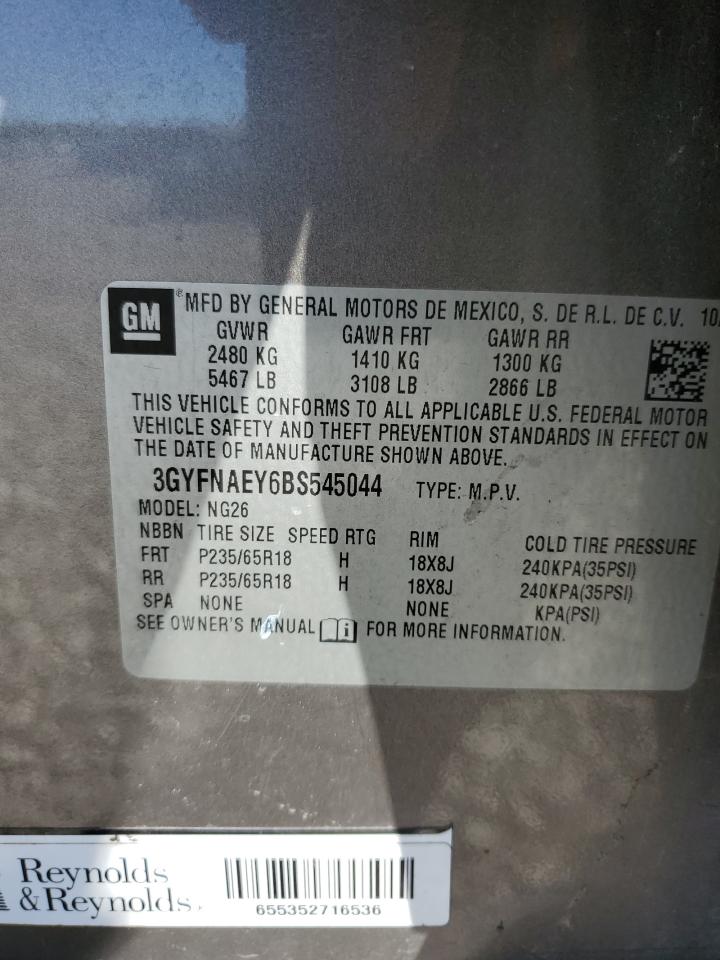 GM ® MFD BY GENERAL MOTORS DE MEXICO, S. DE R.L. DE C.V. 10
GVWR GAWR FRT GAWR RR
2480 KG 1410 KG 1300 KG
5467 LB 3108 LB 2866 LB
THIS VEHICLE CONFORMS TO ALL APPLICABLE U.S. FEDERAL MOTOR
VEHICLE SAFETY AND THEFT PREVENTION STANDARDS IN EFFECT ON
THE DATE OF MANUFACTURE SHOWN ABOVE.
3GYFNAEY6BS545044 TYPE: M.P.V.
MODEL: NG26
NBBN TIRE SIZE SPEED RTG RIM COLD TIRE PRESSURE
FRT P235/65R18 H 18X8J 240KPA(35PSI)
RR P235/65R18 H 18X8J 240KPA(35PSI)
SPA NONE NONE KPA(PSI)
SEE OWNER'S MANUAL FOR MORE INFORMATION.
Reynolds
&Reynolds
655352716536